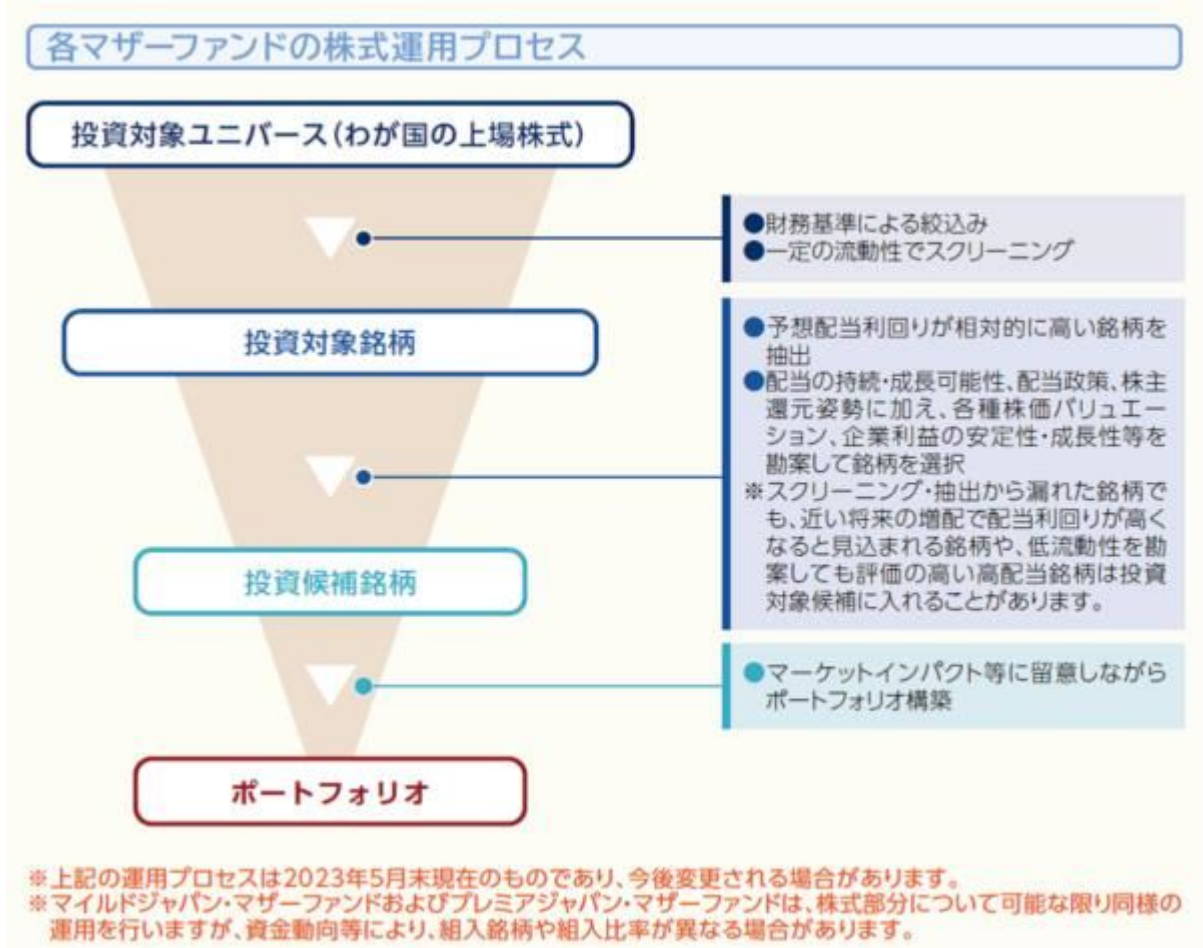 各マザーファンドの株式運用プロセス
投資対象ユニバース(わが国の上場株式)
●財務基準による絞込み
●一定の流動性でスクリーニング
投資対象銘柄
●予想配当利回りが相対的に高い銘柄を
抽出
●配当の持続・成長可能性、配当政策、株主
還元姿勢に加え、各種株価バリュエー
ション、企業利益の安定性・成長性等を
勘案して銘柄を選択
※スクリーニング・抽出から漏れた銘柄で
も、近い将来の増配で配当利回りが高く
なると見込まれる銘柄や、低流動性を勘
案しても評価の高い高配当銘柄は投資
対象候補に入れることがあります。
投資候補銘柄
●マーケットインパクト等に留意しながら
ポートフォリオ構築
ポートフォリオ
※上記の運用プロセスは2023年5月末現在のものであり、今後変更される場合があります。
※マイルドジャパン・マザーファンドおよびプレミアジャパン・マザーファンドは、株式部分について可能な限り同様の
運用を行いますが、資金動向等により、組入銘柄や組入比率が異なる場合があります。